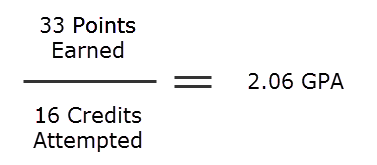 33 Points
Earned
= 2.06 GPA
16 Credits
Attempted